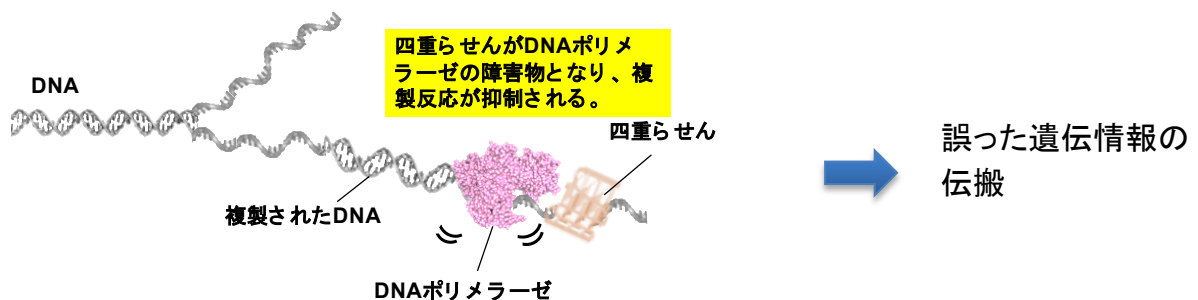 DNA
四重らせんがDNAポリメ
ラーゼの障害物となり、複
製反応が抑制される。
四重らせん
複製されたDNA
DNAポリメラーゼ
誤った遺伝情報の
伝搬